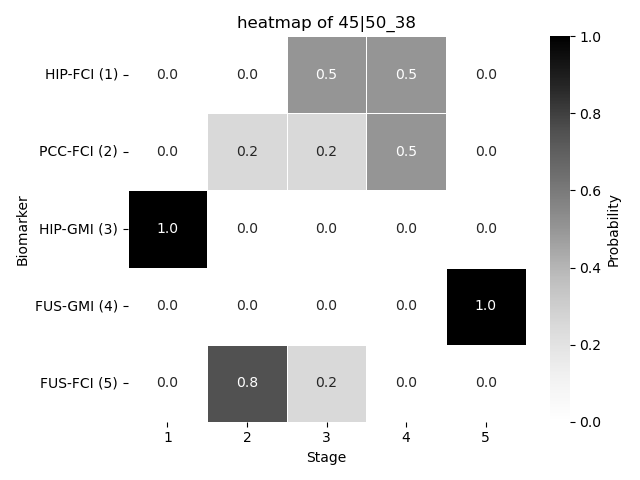 heatmap of 45|50_38
HIP-FCI (1) 0.0 0.0 0.5 0.5 0.0
PCC-FCI (2) 0.0 0.2 0.2 0.5 0.0
HIP-GMI (3) 1.0 0.0 0.0 0.0 0.0
FUS-GMI (4) 0.0 0.0 0.0 0.0 1.0
FUS-FCI (5) 0.0 0.8 0.2 0.0 0.0
1 2 3 4 5
Stage
Biomarker
1.0
0.8
0.6
0.4
0.2
0.0
Probability